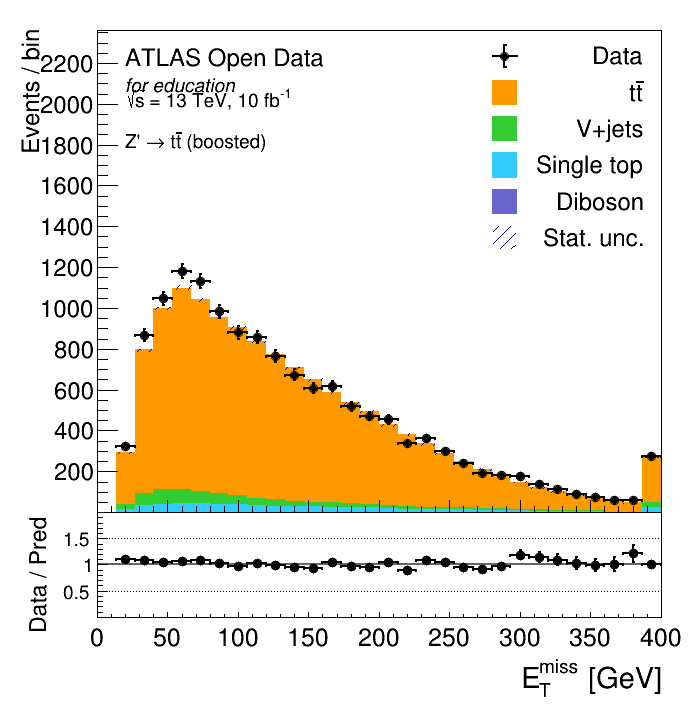 Events / bin
2200
2000
1800
1600
1400
1200
1000
800
600
400
200
ATLAS Open Data
for education
√s = 13 TeV, 10 fb⁻¹
Z' → tt̄ (boosted)
Data
tt̄
V+jets
Single top
Diboson
Stat. unc.
Data / Pred
1.5
1
0.5
0 50 100 150 200 250 300 350 400
E_T^miss [GeV]